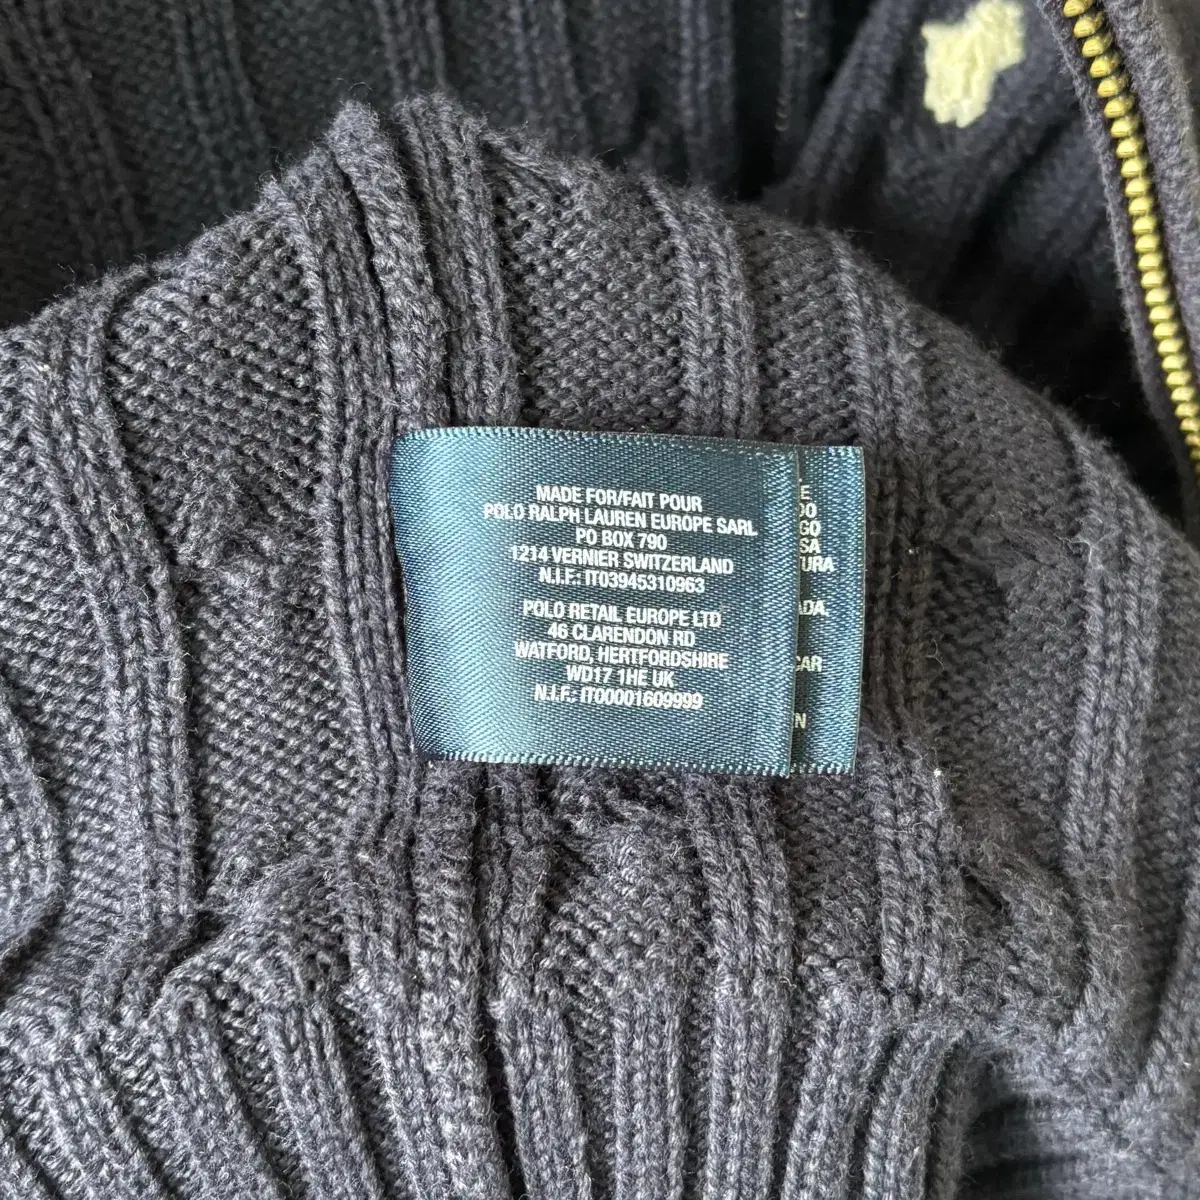 MADE FOR/FAIT POUR
POLO RALPH LAUREN EUROPE SARL
PO BOX 790
1214 VERNIER SWITZERLAND
N.I.F.: IT03945310963
POLO RETAIL EUROPE LTD
46 CLARENDON RD
WATFORD, HERTFORDSHIRE
WD17 1HE UK
N.I.F.: IT00001609999